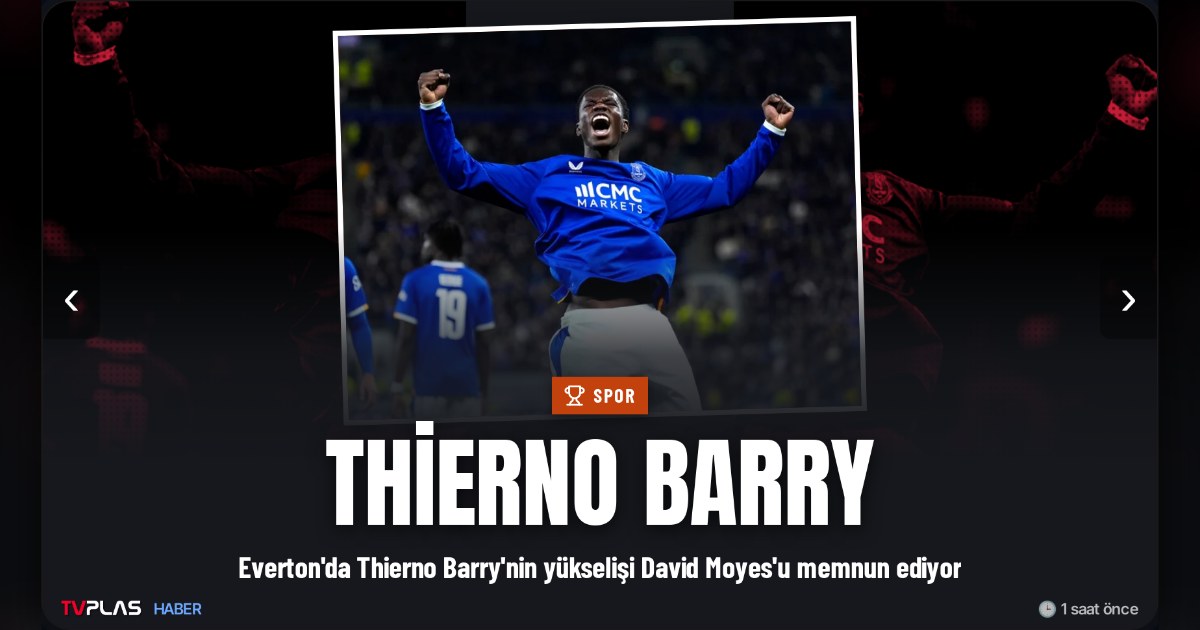 CMC
MARKETS
19
SPOR
THİERNO BARRY
Everton'da Thierno Barry'nin yükselişi David Moyes'u memnun ediyor
TVPLAS HABER
1 saat önce